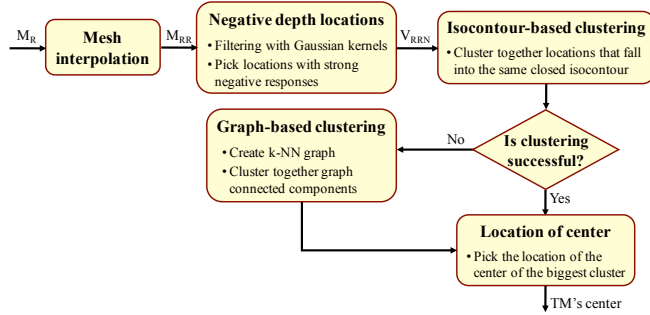 M_R
Mesh
interpolation
M_RR
Negative depth locations
• Filtering with Gaussian kernels
• Pick locations with strong
negative responses
V_RRN
Isocontour-based clustering
• Cluster together locations that fall
into the same closed isocontour
Is clustering
successful?
No
Graph-based clustering
• Create k-NN graph
• Cluster together graph
connected components
Yes
Location of center
• Pick the location of the
center of the biggest cluster
TM's center